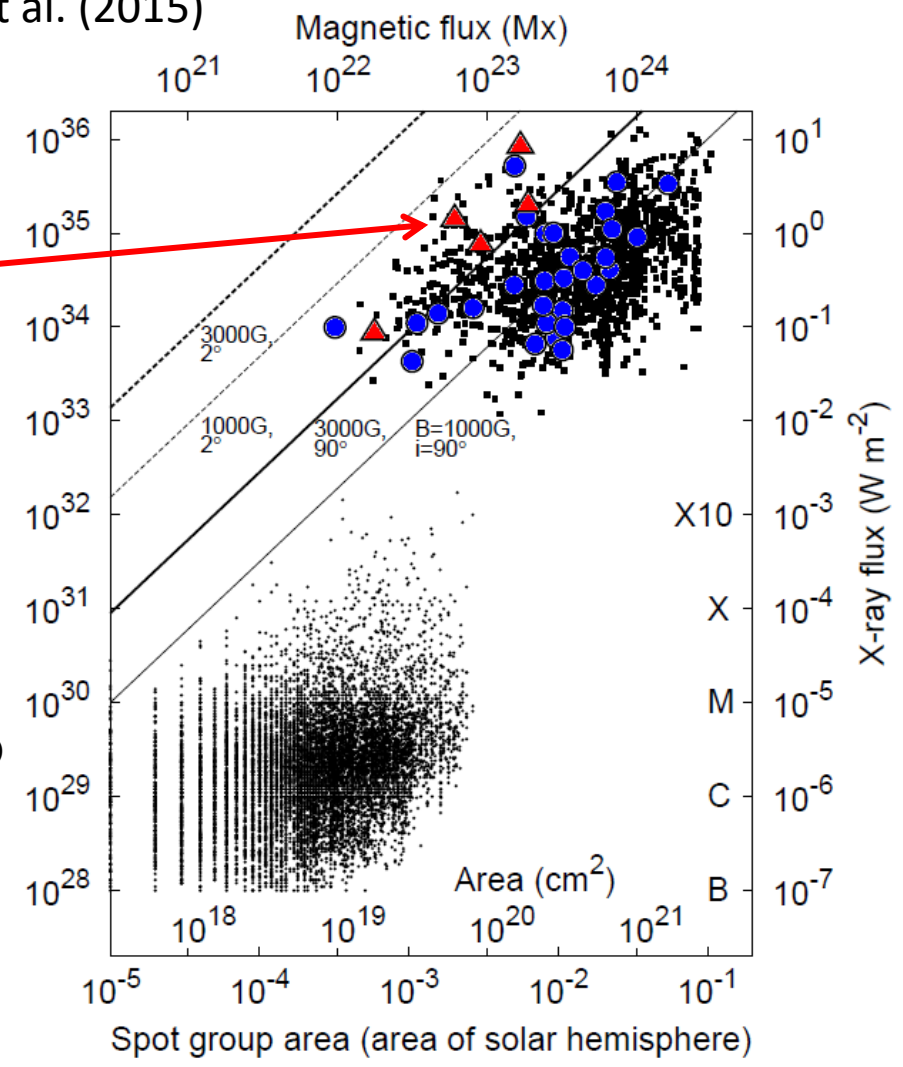 t al. (2015)
Magnetic flux (Mx)
10^21 10^22 10^23 10^24
10^36 10^1
10^35 10^0
10^34 10^-1
3000G,
2°
10^33 10^-2
1000G,
2°
3000G,
90°
B=1000G,
i=90°
10^32 X10 10^-3
10^31 X 10^-4
10^30 M 10^-5
10^29 C 10^-6
10^28 B 10^-7
X-ray flux (W m^-2)
Area (cm^2)
10^18 10^19 10^20 10^21
10^-5 10^-4 10^-3 10^-2 10^-1
Spot group area (area of solar hemisphere)